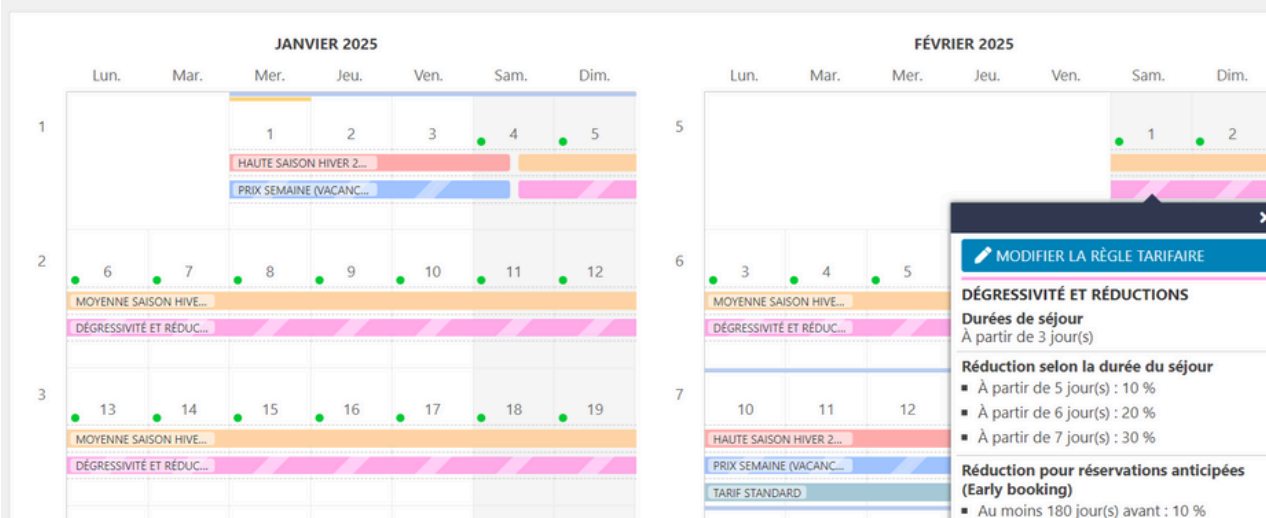 JANVIER 2025
Lun. Mar. Mer. Jeu. Ven. Sam. Dim.
1
1 2 3 4 5
HAUTE SAISON HIVER 2...
PRIX SEMAINE (VACANC...
2
6 7 8 9 10 11 12
MOYENNE SAISON HIVE...
DÉGRESSIVITÉ ET RÉDUC...
3
13 14 15 16 17 18 19
MOYENNE SAISON HIVE...
DÉGRESSIVITÉ ET RÉDUC...
FÉVRIER 2025
Lun. Mar. Mer. Jeu. Ven. Sam. Dim.
5
1 2
6
3 4 5
MOYENNE SAISON HIVE...
DÉGRESSIVITÉ ET RÉDUC...
7
10 11 12
HAUTE SAISON HIVER 2...
PRIX SEMAINE (VACANC...
TARIF STANDARD
MODIFIER LA RÈGLE TARIFAIRE
DÉGRESSIVITÉ ET RÉDUCTIONS
Durées de séjour
À partir de 3 jour(s)
Réduction selon la durée du séjour
▪ À partir de 5 jour(s) : 10 %
▪ À partir de 6 jour(s) : 20 %
▪ À partir de 7 jour(s) : 30 %
Réduction pour réservations anticipées
(Early booking)
▪ Au moins 180 jour(s) avant : 10 %